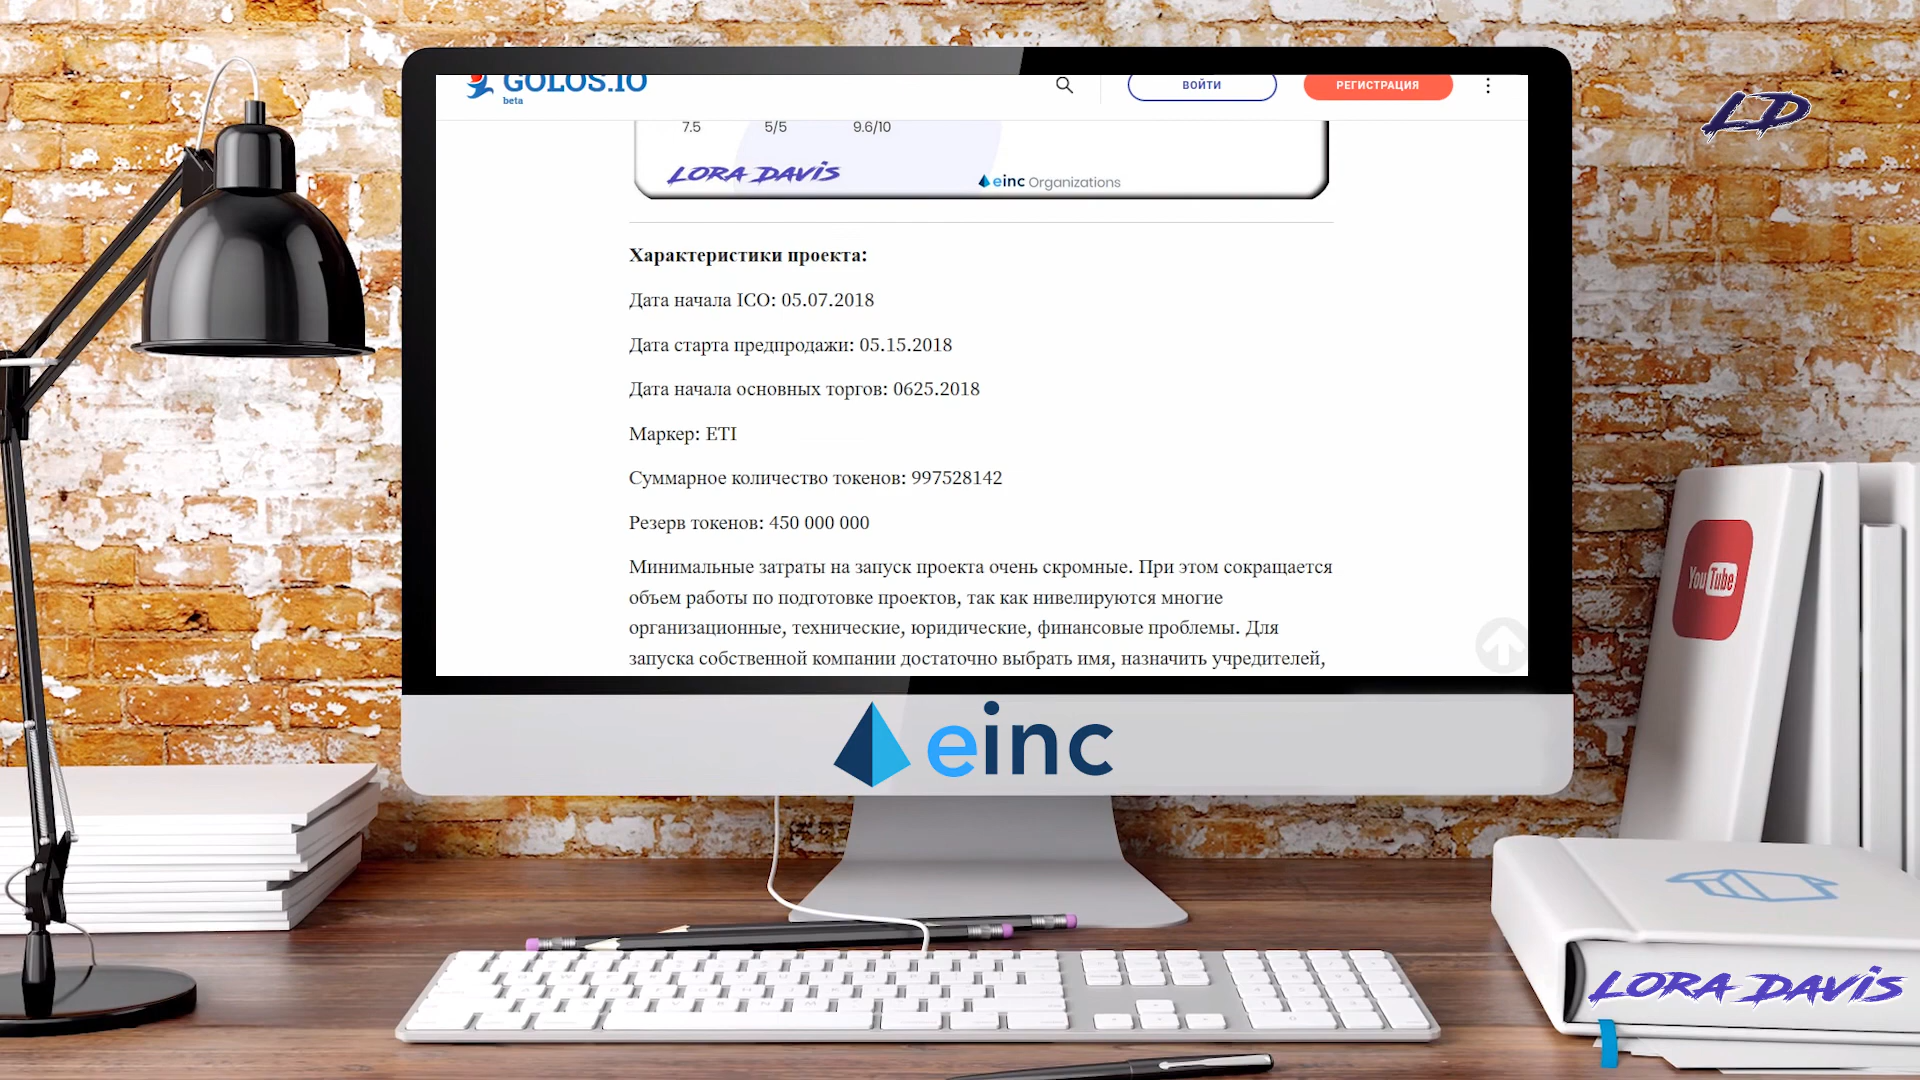 GOLOS.IO
beta
ВОЙТИ
РЕГИСТРАЦИЯ
LD
7.5 5/5 9.6/10
LORA DAVIS
einc Organizations
Характеристики проекта:
Дата начала ICO: 05.07.2018
Дата старта предпродажи: 05.15.2018
Дата начала основных торгов: 0625.2018
Маркер: ETI
Суммарное количество токенов: 997528142
Резерв токенов: 450 000 000
Минимальные затраты на запуск проекта очень скромные. При этом сокращается
объем работы по подготовке проектов, так как нивелируются многие
организационные, технические, юридические, финансовые проблемы. Для
запуска собственной компании достаточно выбрать имя, назначить учредителей,
einc
YouTube
LORA DAVIS